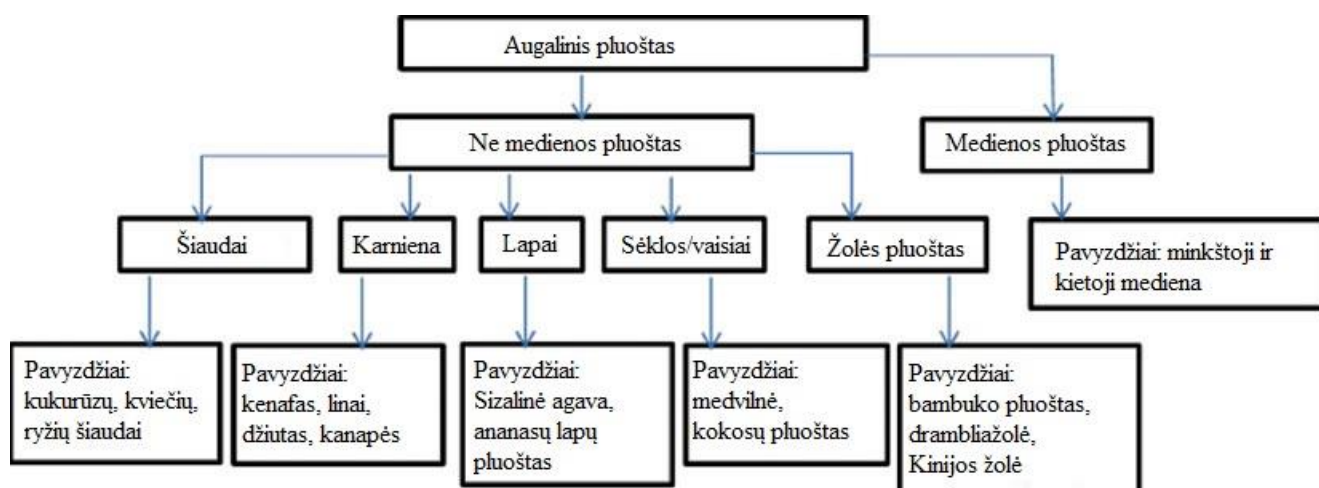 Augalinis pluoštas
Ne medienos pluoštas
Medienos pluoštas
Šiaudai
Karniena
Lapai
Sėklos/vaisiai
Žolės pluoštas
Pavyzdžiai: minkštoji ir
kietoji mediena
Pavyzdžiai:
kukurūzų, kviečių,
ryžių šiaudai
Pavyzdžiai:
kenafas, linai,
džiutas, kanapės
Pavyzdžiai:
Sizalinė agava,
ananasų lapų
pluoštas
Pavyzdžiai:
medvilnė,
kokosų pluoštas
Pavyzdžiai:
bambuko pluoštas,
drambliažolė,
Kinijos žolė